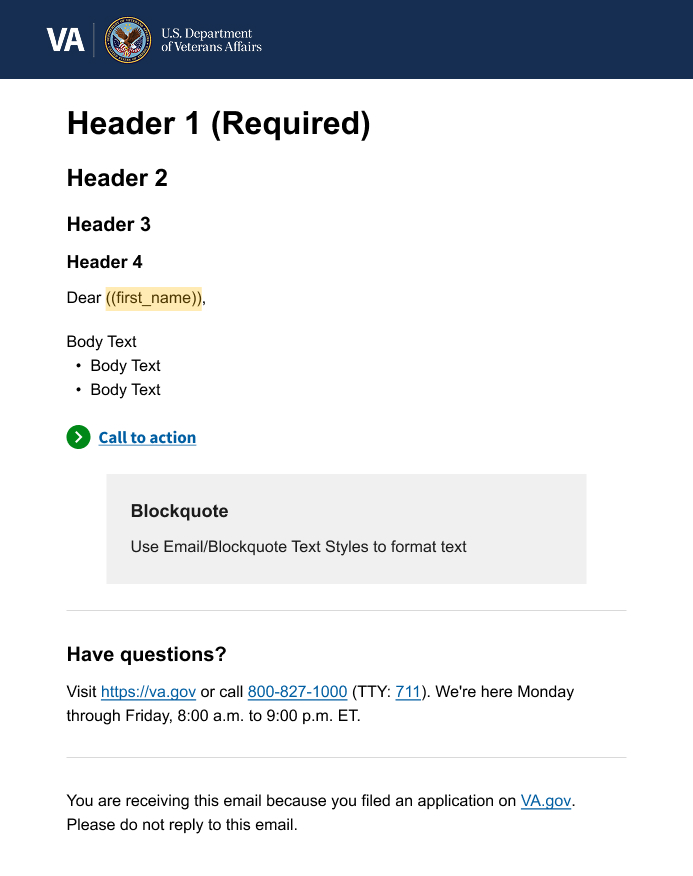 VA
U.S. Department
of Veterans Affairs
Header 1 (Required)
Header 2
Header 3
Header 4
Dear ((first_name)),
Body Text
• Body Text
• Body Text
Call to action
Blockquote
Use Email/Blockquote Text Styles to format text
Have questions?
Visit https://va.gov or call 800-827-1000 (TTY: 711). We're here Monday
through Friday, 8:00 a.m. to 9:00 p.m. ET.
You are receiving this email because you filed an application on VA.gov.
Please do not reply to this email.